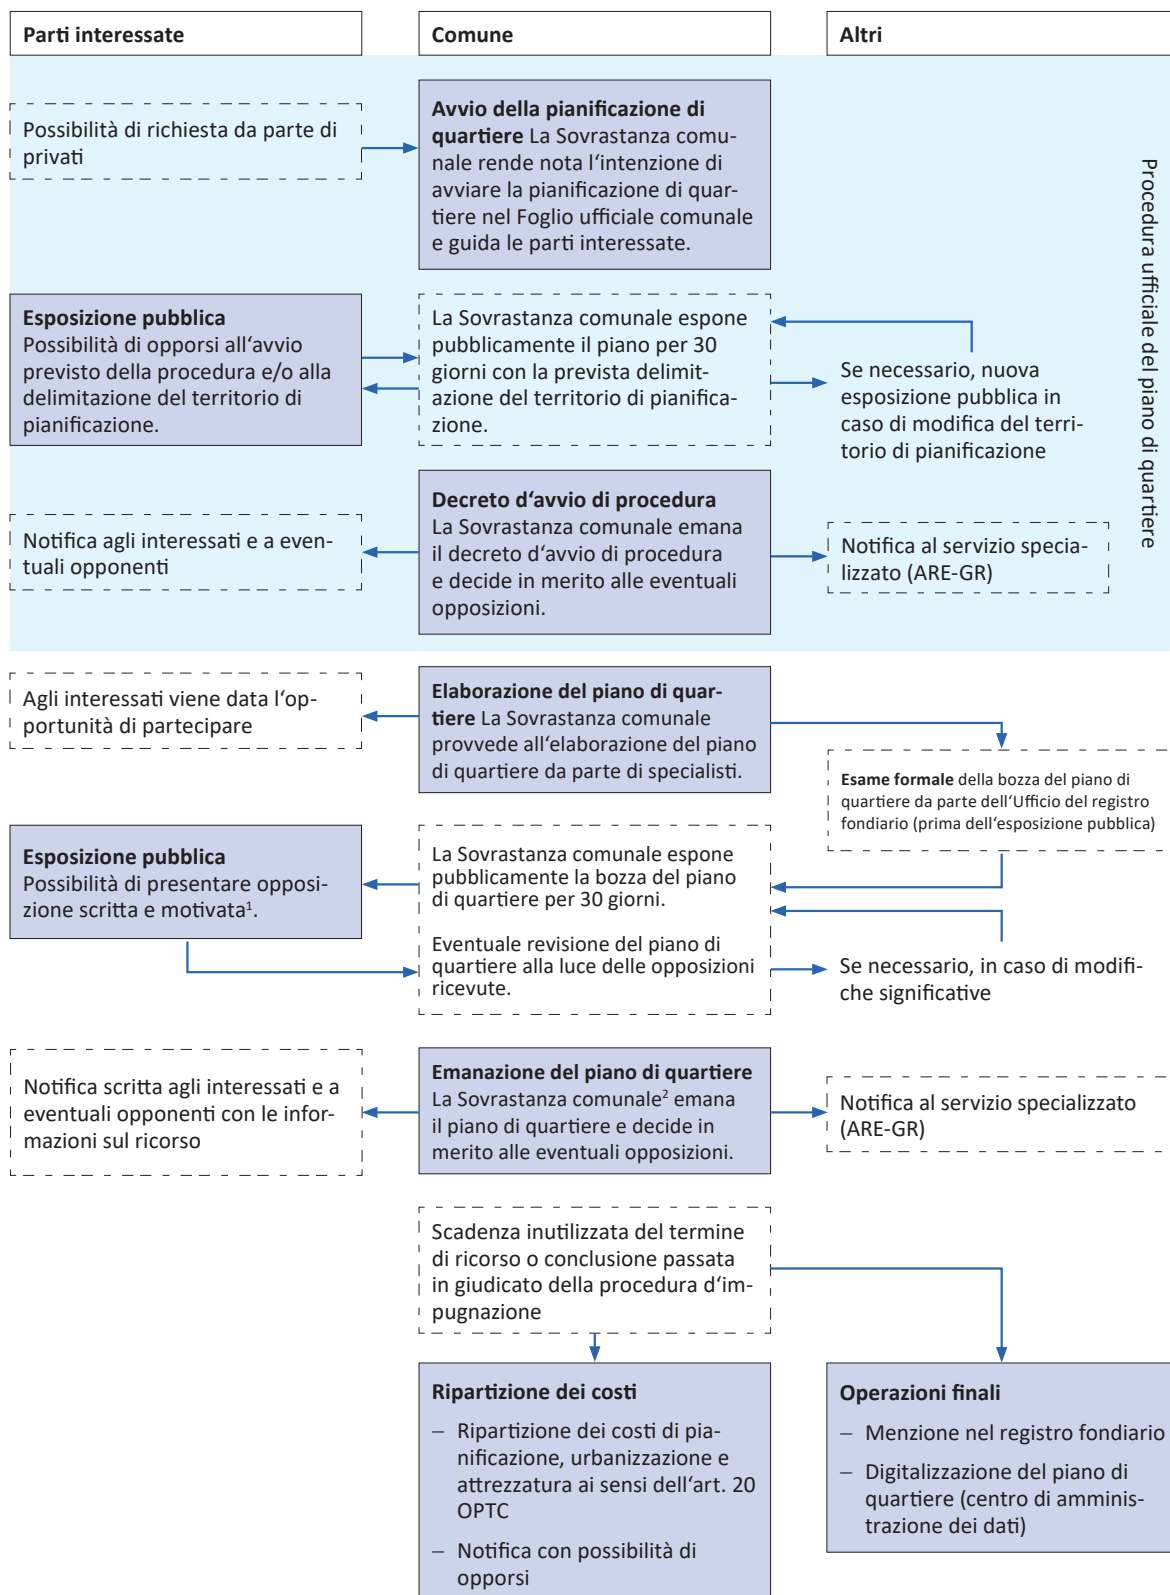 Parti interessate
Comune
Altri
Possibilità di richiesta da parte di
privati
Avvio della pianificazione di
quartiere La Sovrastanza comu-
nale rende nota l‘intenzione di
avviare la pianificazione di quar-
tiere nel Foglio ufficiale comunale
e guida le parti interessate.
Procedura ufficiale del piano di quartiere
Esposizione pubblica
Possibilità di opporsi all‘avvio
previsto della procedura e/o alla
delimitazione del territorio di
pianificazione.
La Sovrastanza comunale espone
pubblicamente il piano per 30
giorni con la prevista delimit-
azione del territorio di pianifica-
zione.
Se necessario, nuova
esposizione pubblica in
caso di modifica del terri-
torio di pianificazione
Notifica agli interessati e a even-
tuali opponenti
Decreto d‘avvio di procedura
La Sovrastanza comunale emana
il decreto d‘avvio di procedura
e decide in merito alle eventuali
opposizioni.
Notifica al servizio specia-
lizzato (ARE-GR)
Agli interessati viene data l‘op-
portunità di partecipare
Elaborazione del piano di quar-
tiere La Sovrastanza comunale
provvede all‘elaborazione del piano
di quartiere da parte di specialisti.
Esame formale della bozza del piano di
quartiere da parte dell‘Ufficio del registro
fondiario (prima dell‘esposizione pubblica)
Esposizione pubblica
Possibilità di presentare opposi-
zione scritta e motivata¹.
La Sovrastanza comunale espone
pubblicamente la bozza del piano
di quartiere per 30 giorni.
Eventuale revisione del piano di
quartiere alla luce delle opposizioni
ricevute.
Se necessario, in caso di modifi-
che significative
Notifica scritta agli interessati e a
eventuali opponenti con le infor-
mazioni sul ricorso
Emanazione del piano di quartiere
La Sovrastanza comunale² emana
il piano di quartiere e decide in
merito alle eventuali opposizioni.
Notifica al servizio specializzato
(ARE-GR)
Scadenza inutilizzata del termine
di ricorso o conclusione passata
in giudicato della procedura d‘im-
pugnazione
Ripartizione dei costi
– Ripartizione dei costi di pia-
nificazione, urbanizzazione e
attrezzatura ai sensi dell‘art. 20
OPTC
– Notifica con possibilità di
opporsi
Operazioni finali
– Menzione nel registro fondiario
– Digitalizzazione del piano di
quartiere (centro di amminis-
trazione dei dati)